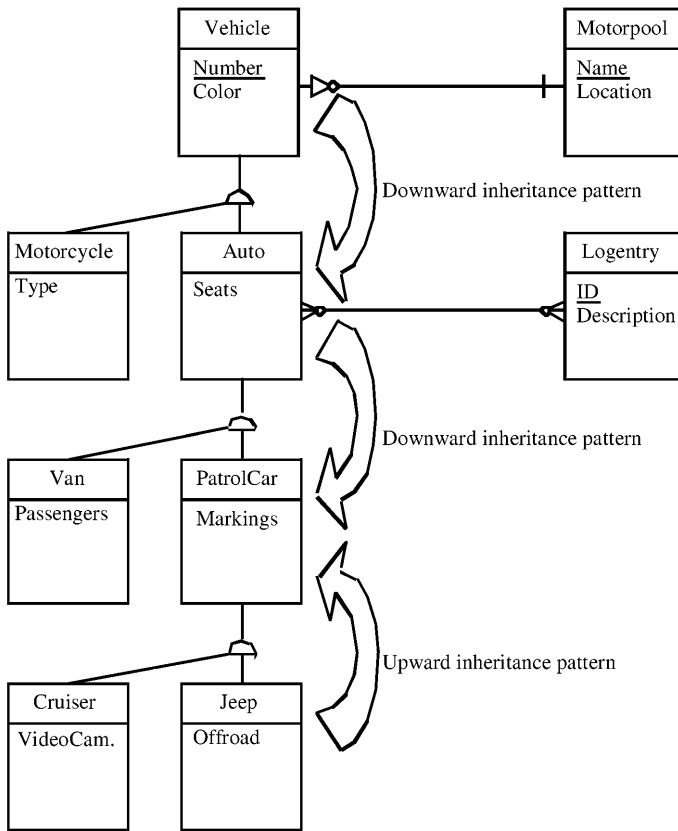 Vehicle
Number
Color
Motorpool
Name
Location
Downward inheritance pattern
Motorcycle
Type
Auto
Seats
Logentry
ID
Description
Downward inheritance pattern
Van
Passengers
PatrolCar
Markings
Upward inheritance pattern
Cruiser
VideoCam.
Jeep
Offroad